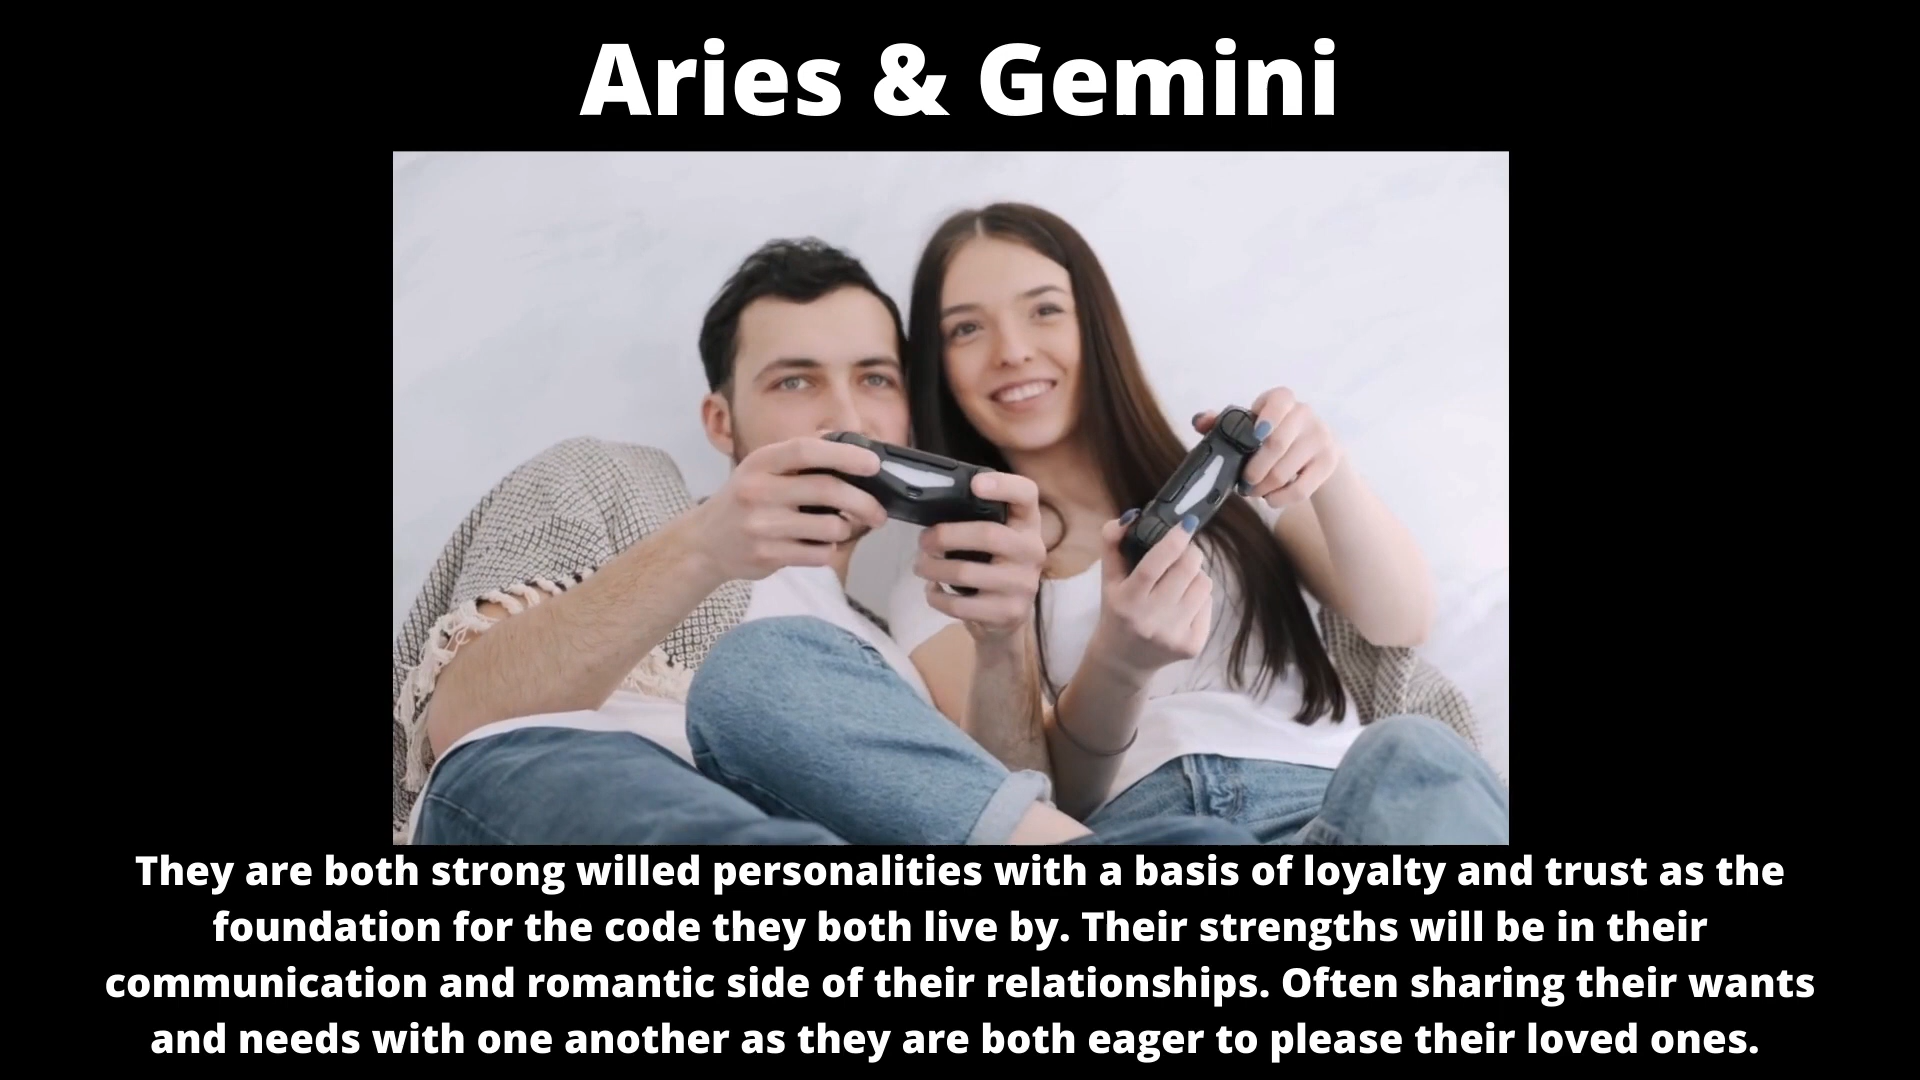 Aries & Gemini
They are both strong willed personalities with a basis of loyalty and trust as the
foundation for the code they both live by. Their strengths will be in their
communication and romantic side of their relationships. Often sharing their wants
and needs with one another as they are both eager to please their loved ones.